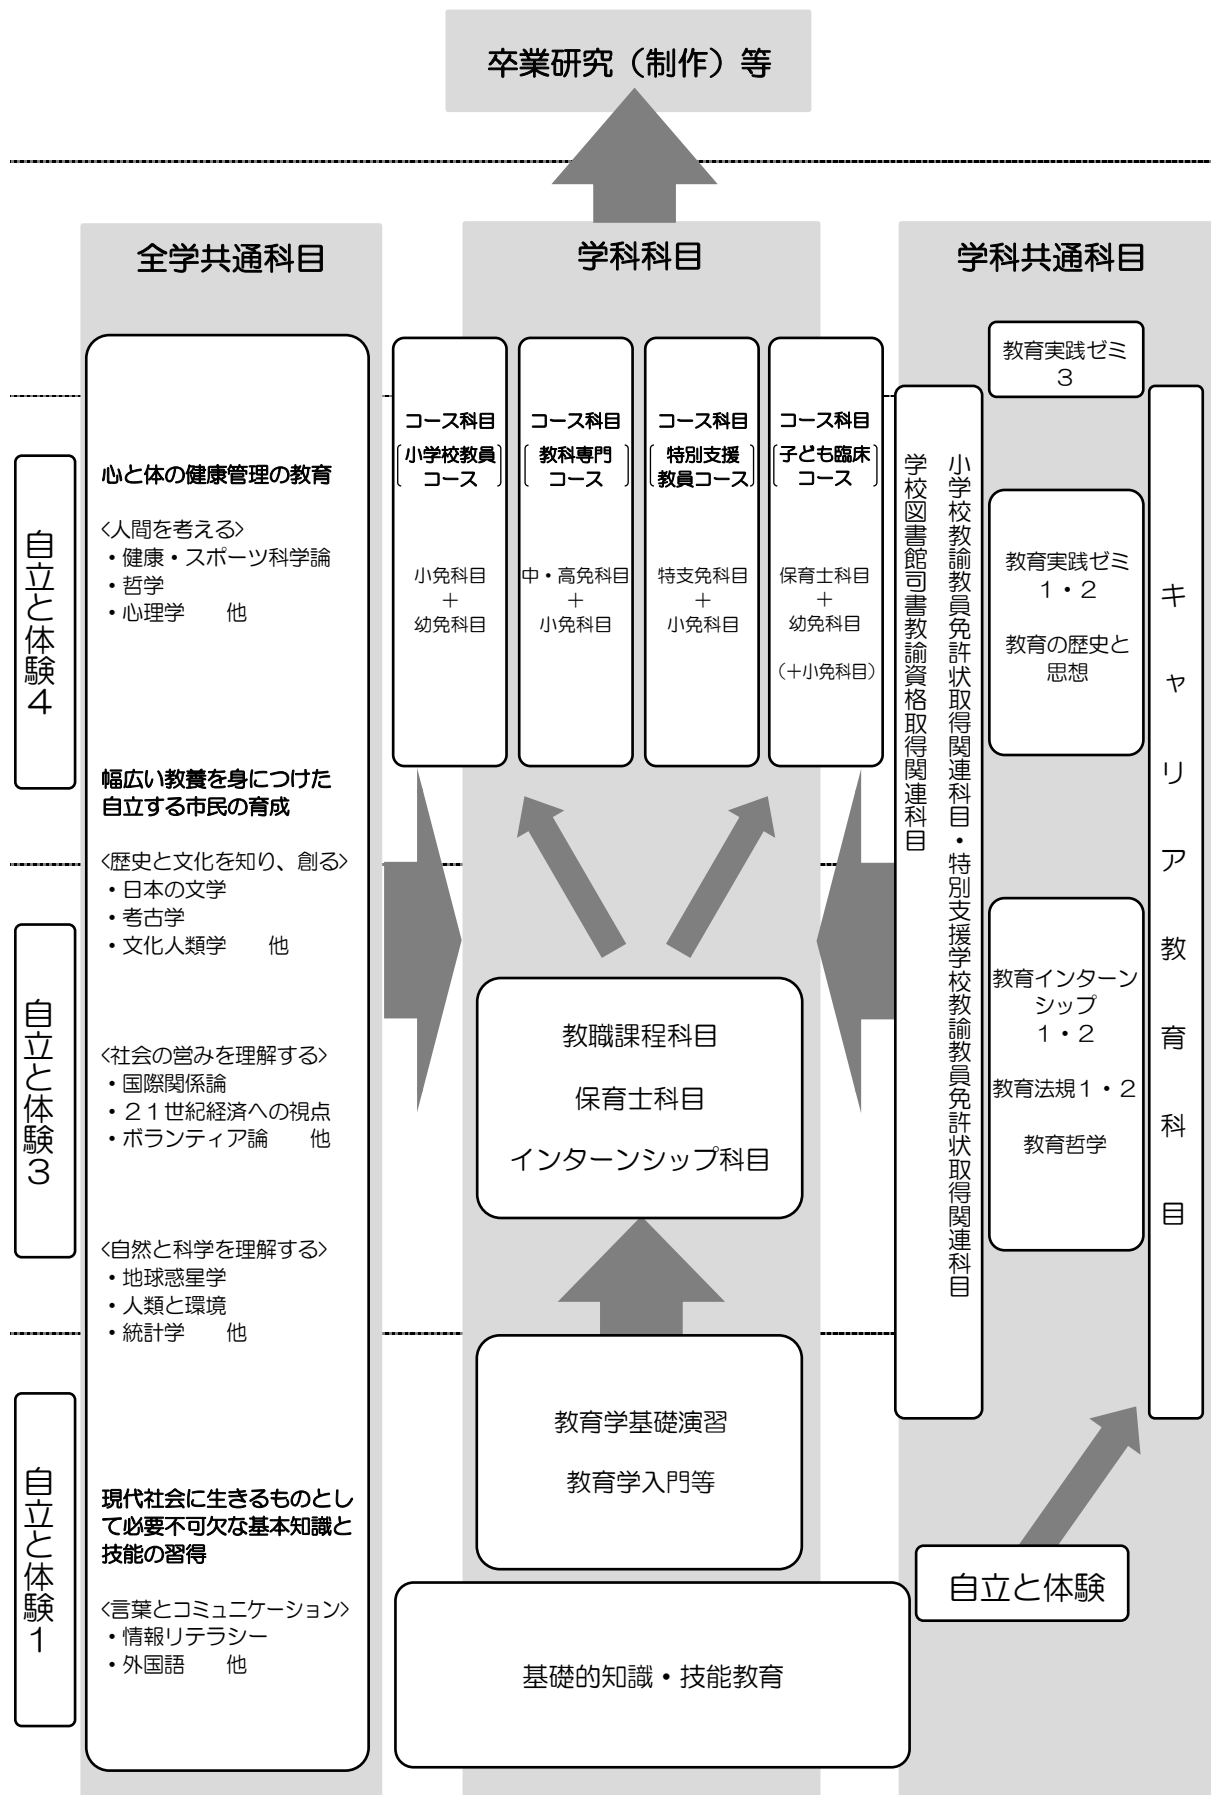 卒業研究（制作）等
全学共通科目
学科科目
学科共通科目
自立と体験４
自立と体験３
自立と体験１
心と体の健康管理の教育
<人間を考える>
・健康・スポーツ科学論
・哲学
・心理学　　他
幅広い教養を身につけた
自立する市民の育成
<歴史と文化を知り、創る>
・日本の文学
・考古学
・文化人類学　　他
<社会の営みを理解する>
・国際関係論
・２１世紀経済への視点
・ボランティア論　　他
<自然と科学を理解する>
・地球惑星学
・人類と環境
・統計学　　他
現代社会に生きるものとし
て必要不可欠な基本知識と
技能の習得
<言葉とコミュニケーション>
・情報リテラシー
・外国語　　他
コース科目
小学校教員
コース
小免科目
＋
幼免科目
コース科目
教科専門
コース
中・高免科目
＋
小免科目
コース科目
特別支援
教員コース
特支免科目
＋
小免科目
コース科目
子ども臨床
コース
保育士科目
＋
幼免科目
（＋小免科目）
教職課程科目
保育士科目
インターンシップ科目
教育学基礎演習
教育学入門等
基礎的知識・技能教育
小学校教諭教員免許状取得関連科目・特別支援学校教諭教員免許状取得関連科目
学校図書館司書教諭資格取得関連科目
教育実践ゼミ
３
教育実践ゼミ
１・２
教育の歴史と
思想
教育インターン
シップ
１・２
教育法規１・２
教育哲学
キャリア教育科目
自立と体験